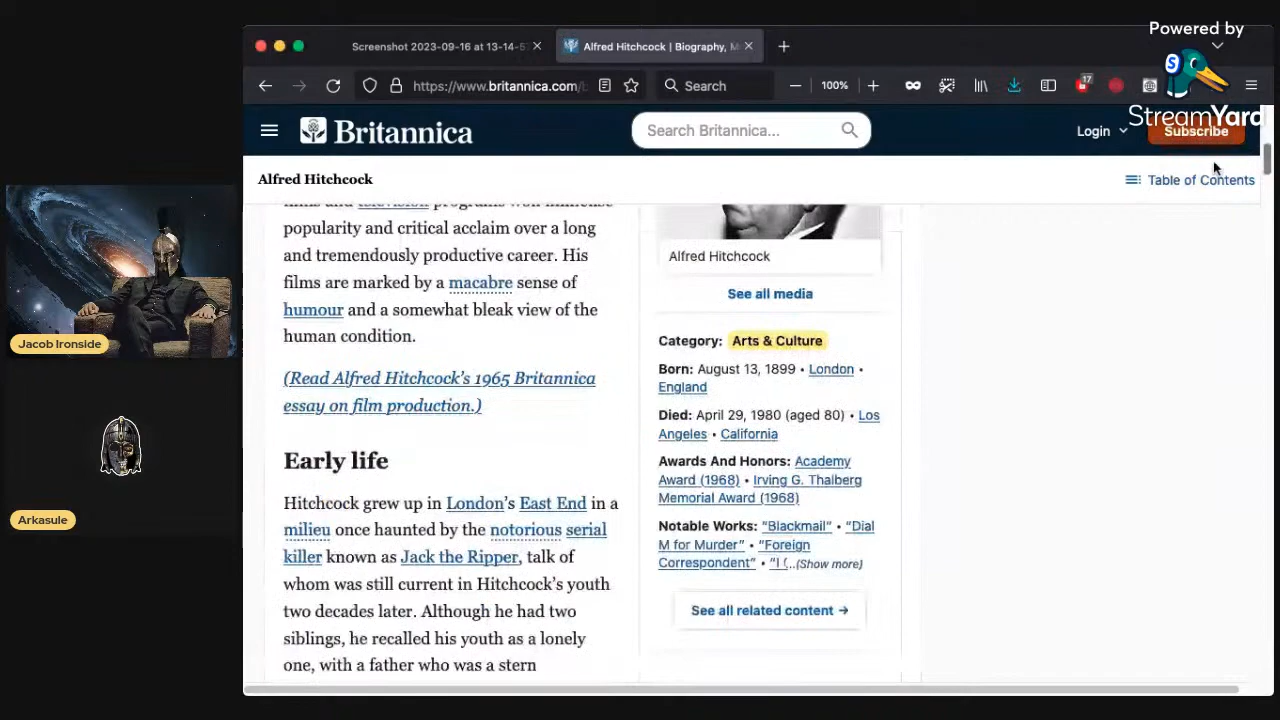 Powered by
StreamYard
Screenshot 2023-09-16 at 13-14-5
Alfred Hitchcock | Biography, M
https://www.britannica.com/
Search
100%
17
Britannica
Search Britannica...
Login
Subscribe
Alfred Hitchcock
Table of Contents
films and television programs won immense
popularity and critical acclaim over a long
and tremendously productive career. His
films are marked by a macabre sense of
humour and a somewhat bleak view of the
human condition.
(Read Alfred Hitchcock's 1965 Britannica
essay on film production.)
Early life
Hitchcock grew up in London's East End in a
milieu once haunted by the notorious serial
killer known as Jack the Ripper, talk of
whom was still current in Hitchcock's youth
two decades later. Although he had two
siblings, he recalled his youth as a lonely
one, with a father who was a stern
Alfred Hitchcock
See all media
Category: Arts & Culture
Born: August 13, 1899 • London •
England
Died: April 29, 1980 (aged 80) • Los
Angeles • California
Awards And Honors: Academy
Award (1968) • Irving G. Thalberg
Memorial Award (1968)
Notable Works: "Blackmail" • "Dial
M for Murder" • "Foreign
Correspondent" • "I (...(Show more)
See all related content →
Jacob Ironside
Arkasule